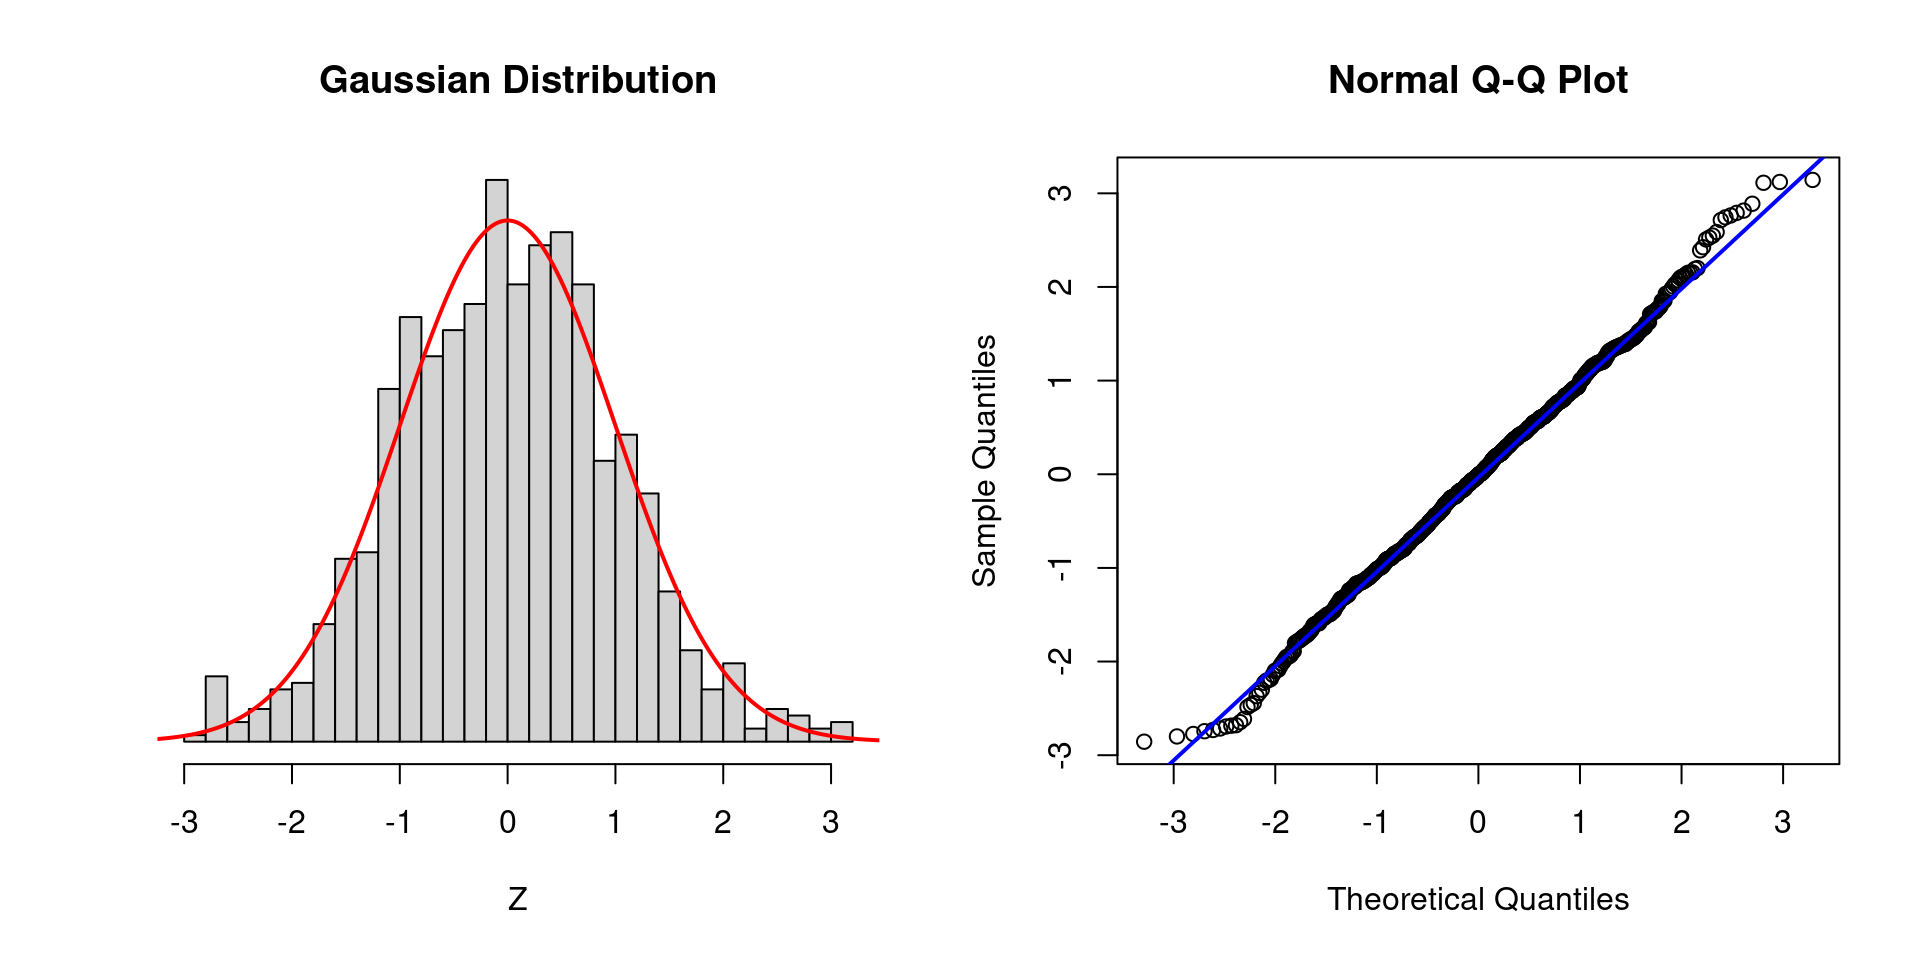 Gaussian Distribution
-3 -2 -1 0 1 2 3
Z
Normal Q-Q Plot
3
2
1
0
-1
-2
-3
Sample Quantiles
-3 -2 -1 0 1 2 3
Theoretical Quantiles